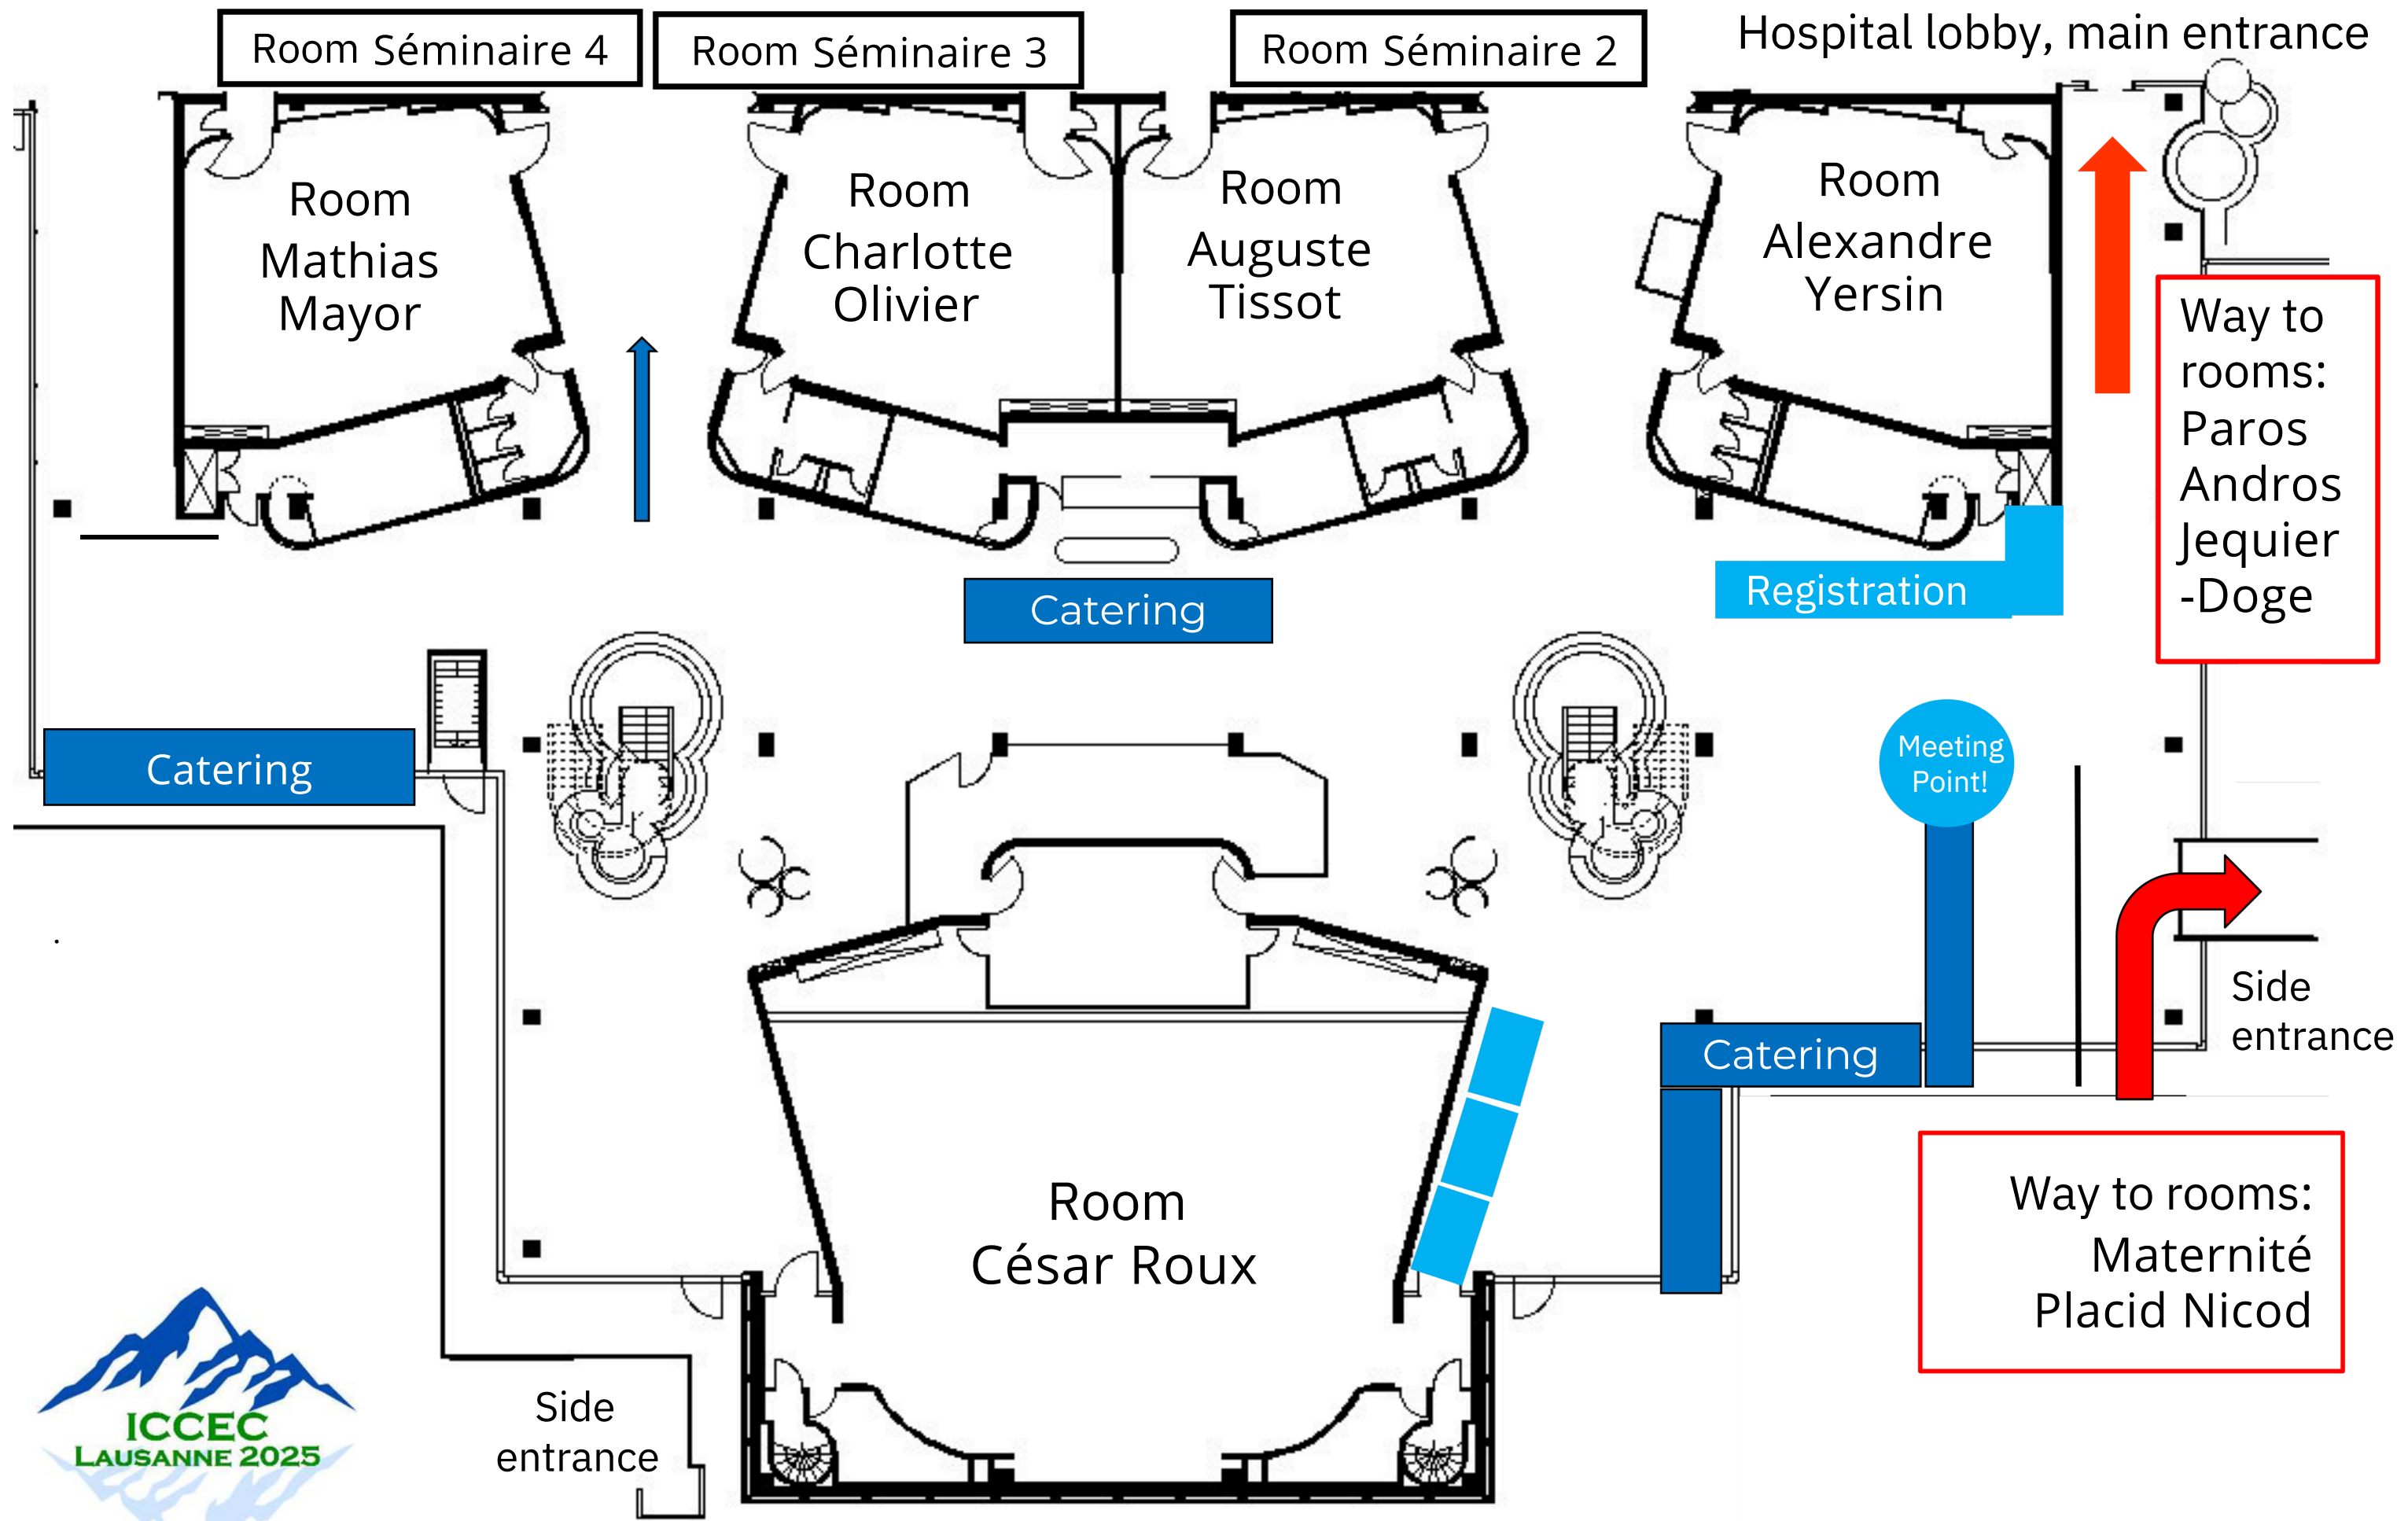 Room Séminaire 4
Room Séminaire 3
Room Séminaire 2
Hospital lobby, main entrance
Room
Mathias
Mayor
Room
Charlotte
Olivier
Room
Auguste
Tissot
Room
Alexandre
Yersin
Way to
rooms:
Paros
Andros
Jequier
-Doge
Catering
Registration
Catering
Meeting
Point!
Side
entrance
Catering
Room
César Roux
Way to rooms:
Maternité
Placid Nicod
Side
entrance
ICCEC
LAUSANNE 2025